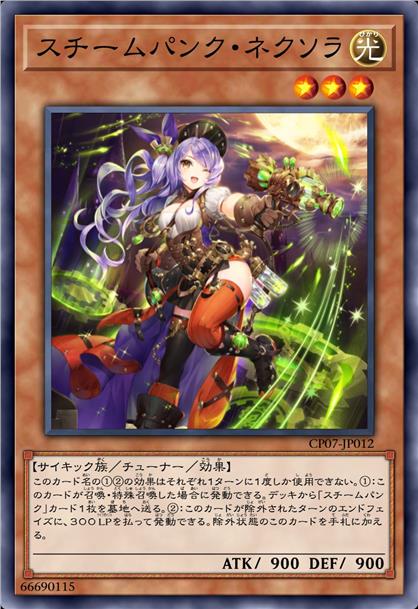 スチームパンク・ネクソラ
光
CP07-JP012
【サイキック族／チューナー／効果】
このカード名の①②の効果はそれぞれ1ターンに1度しか使用できない。①:こ
のカードが召喚・特殊召喚した場合に発動できる。デッキから「スチームパン
ク」カード1枚を墓地へ送る。②:このカードが除外されたターンのエンドフェ
イズに、300LPを払って発動できる。除外状態のこのカードを手札に加え
る。
ATK/ 900 DEF/ 900
66690115